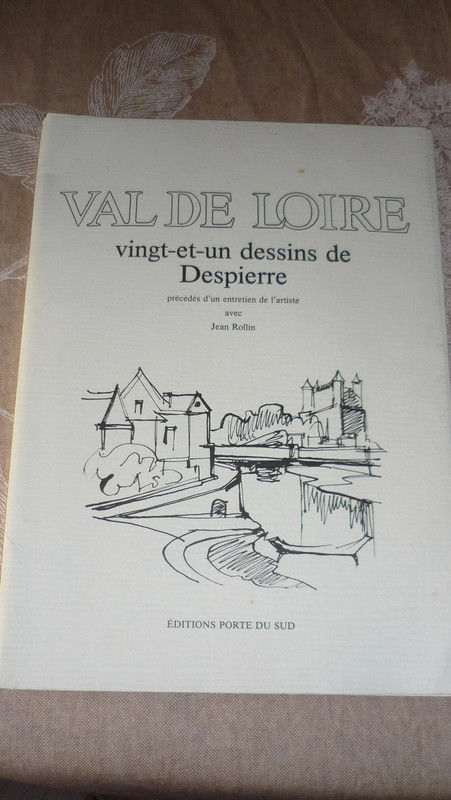 VAL DE LOIRE
vingt-et-un dessins de
Despierre
précédés d'un entretien de l'artiste
avec
Jean Rollin
ÉDITIONS PORTE DU SUD